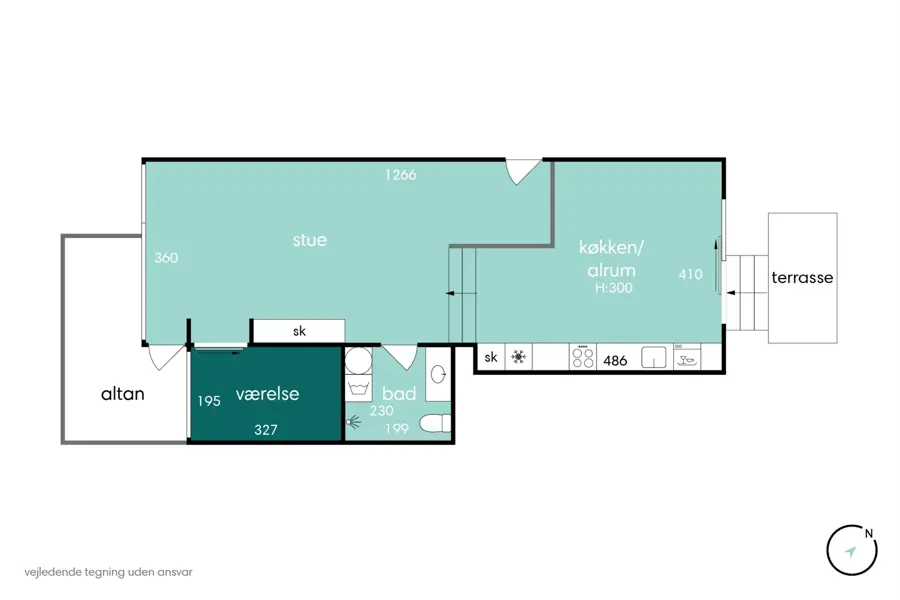 1266
stue
360
køkken/
alrum
H:300
410
terrasse
sk
sk
486
altan
195
værelse
327
bad
230
199
N
vejledende tegning uden ansvar